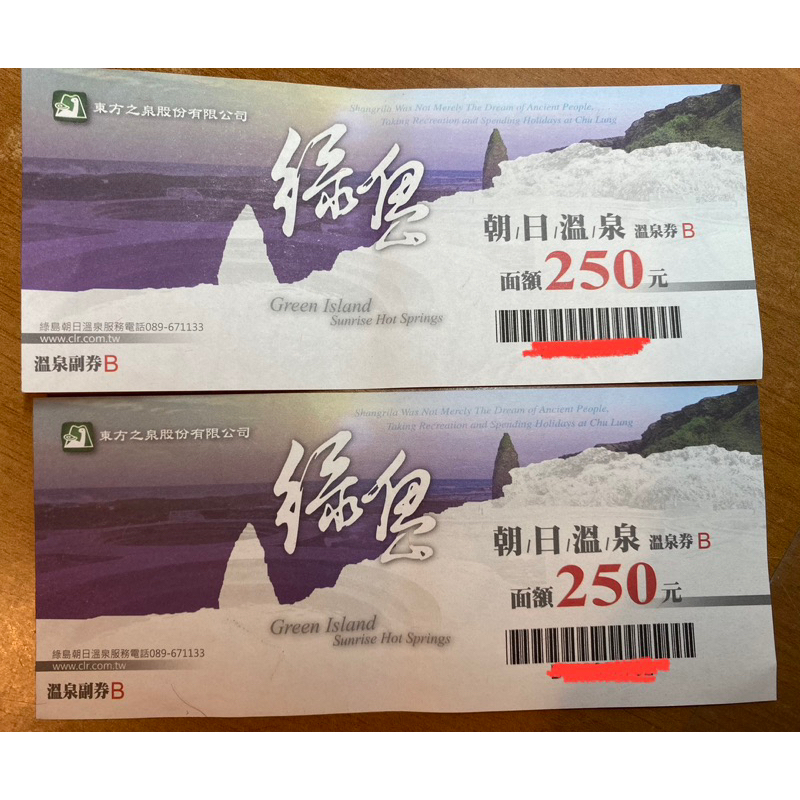 東方之泉股份有限公司
Shangrila Was Not Merely The Dream of Ancient People,
Taking Recreation and Spending Holidays at Chu Lung
綠島
朝/日/溫/泉 溫泉券B
面額250元
Green Island
Sunrise Hot Springs
綠島朝日溫泉服務電話089-671133
www.clr.com.tw
溫泉副券B
東方之泉股份有限公司
Shangrila Was Not Merely The Dream of Ancient People,
Taking Recreation and Spending Holidays at Chu Lung
綠島
朝/日/溫/泉 溫泉券B
面額250元
Green Island
Sunrise Hot Springs
綠島朝日溫泉服務電話089-671133
www.clr.com.tw
溫泉副券B